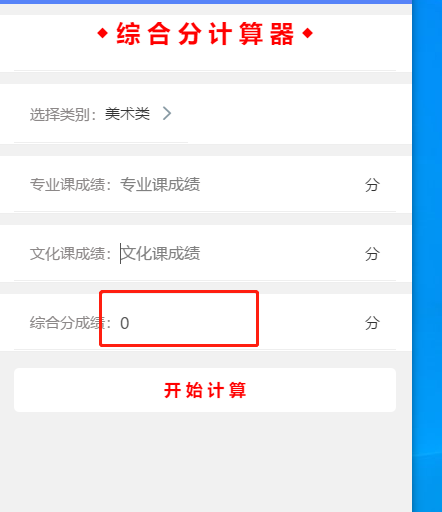 ◆综合分计算器◆
选择类别：美术类 >
专业课成绩：专业课成绩 分
文化课成绩：文化课成绩 分
综合分成绩：0 分
开始计算